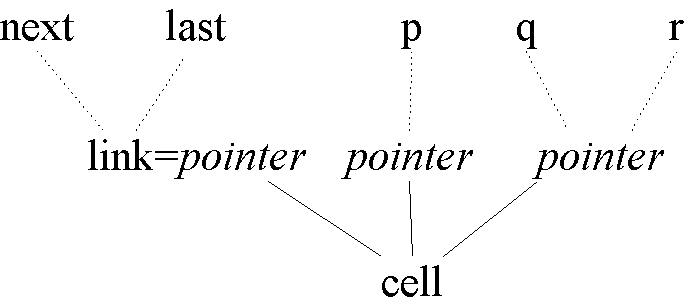 next last p q r
link=pointer pointer pointer
cell